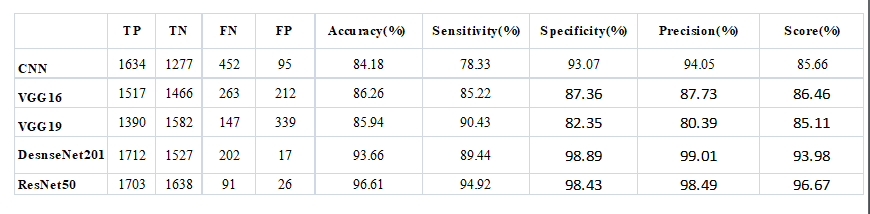 TP TN FN FP Accuracy(%) Sensitivity(%) Specificity(%) Precision(%) Score(%)
CNN 1634 1277 452 95 84.18 78.33 93.07 94.05 85.66
VGG16 1517 1466 263 212 86.26 85.22 87.36 87.73 86.46
VGG19 1390 1582 147 339 85.94 90.43 82.35 80.39 85.11
DesnseNet201 1712 1527 202 17 93.66 89.44 98.89 99.01 93.98
ResNet50 1703 1638 91 26 96.61 94.92 98.43 98.49 96.67